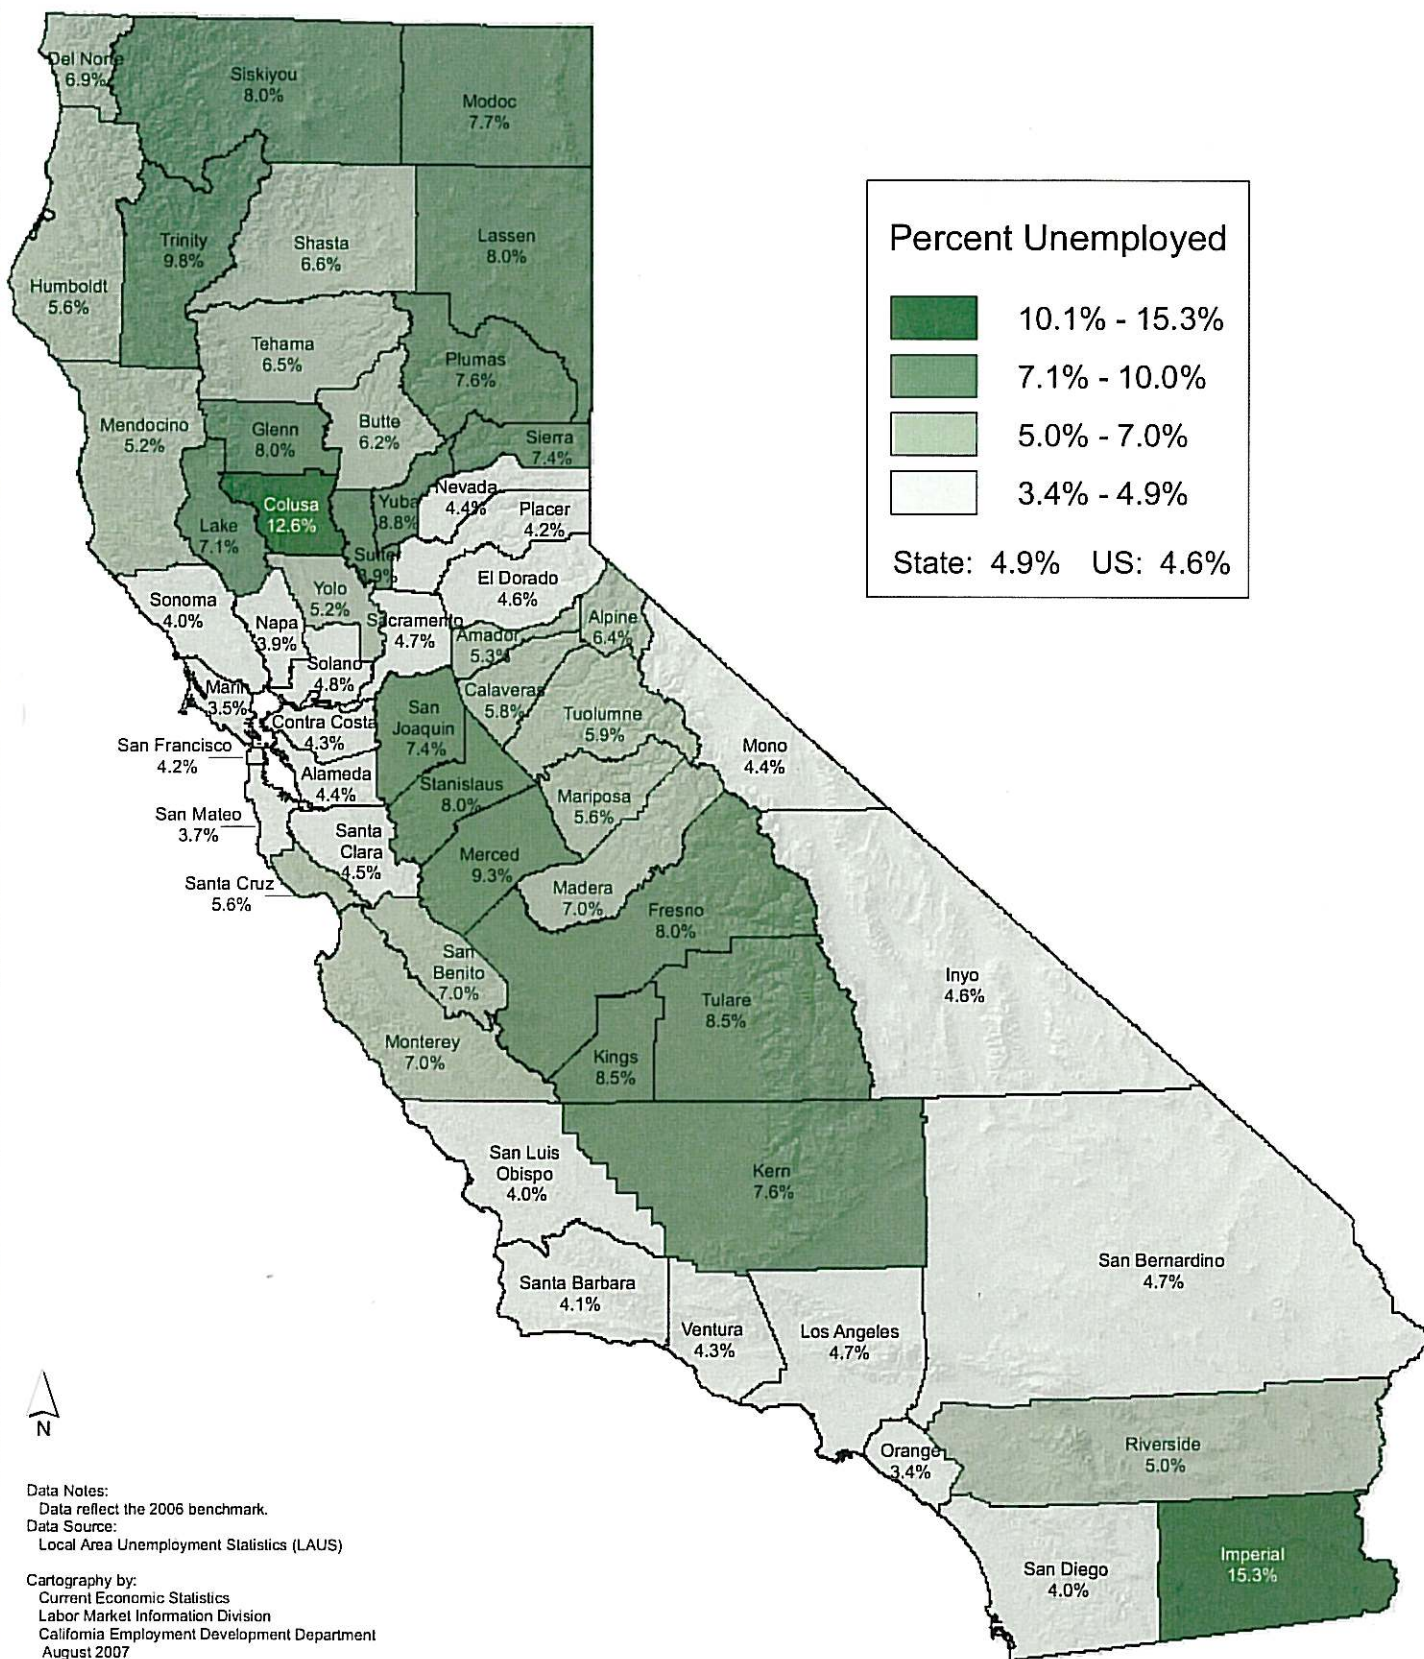 Del Norte
6.9%
Siskiyou
8.0%
Modoc
7.7%
Trinity
9.8%
Shasta
6.6%
Lassen
8.0%
Humboldt
5.6%
Tehama
6.5%
Plumas
7.6%
Mendocino
5.2%
Glenn
8.0%
Butte
6.2%
Sierra
7.4%
Colusa
12.6%
Lake
7.1%
Yuba
8.8%
Nevada
4.4%
Placer
4.2%
Sutter
El Dorado
4.6%
Yolo
5.2%
Sonoma
4.0%
Napa
3.9%
Sacramento
4.7%
Amador
5.3%
Alpine
6.4%
Solano
4.8%
Marin
3.5%
Calaveras
5.8%
Tuolumne
5.9%
Contra Costa
4.3%
San
Joaquin
7.4%
Mono
4.4%
San Francisco
4.2%
Alameda
4.4%
Stanislaus
8.0%
Mariposa
5.6%
San Mateo
3.7%
Santa
Clara
4.5%
Merced
9.3%
Santa Cruz
5.6%
Madera
7.0%
Fresno
8.0%
San
Benito
7.0%
Inyo
4.6%
Tulare
8.5%
Monterey
7.0%
Kings
8.5%
San Luis
Obispo
4.0%
Kern
7.6%
Santa Barbara
4.1%
Ventura
4.3%
Los Angeles
4.7%
San Bernardino
4.7%
Orange
3.4%
Riverside
5.0%
San Diego
4.0%
Imperial
15.3%
Percent Unemployed
10.1% - 15.3%
7.1% - 10.0%
5.0% - 7.0%
3.4% - 4.9%
State: 4.9% US: 4.6%
N
Data Notes:
Data reflect the 2006 benchmark.
Data Source:
Local Area Unemployment Statistics (LAUS)
Cartography by:
Current Economic Statistics
Labor Market Information Division
California Employment Development Department
August 2007